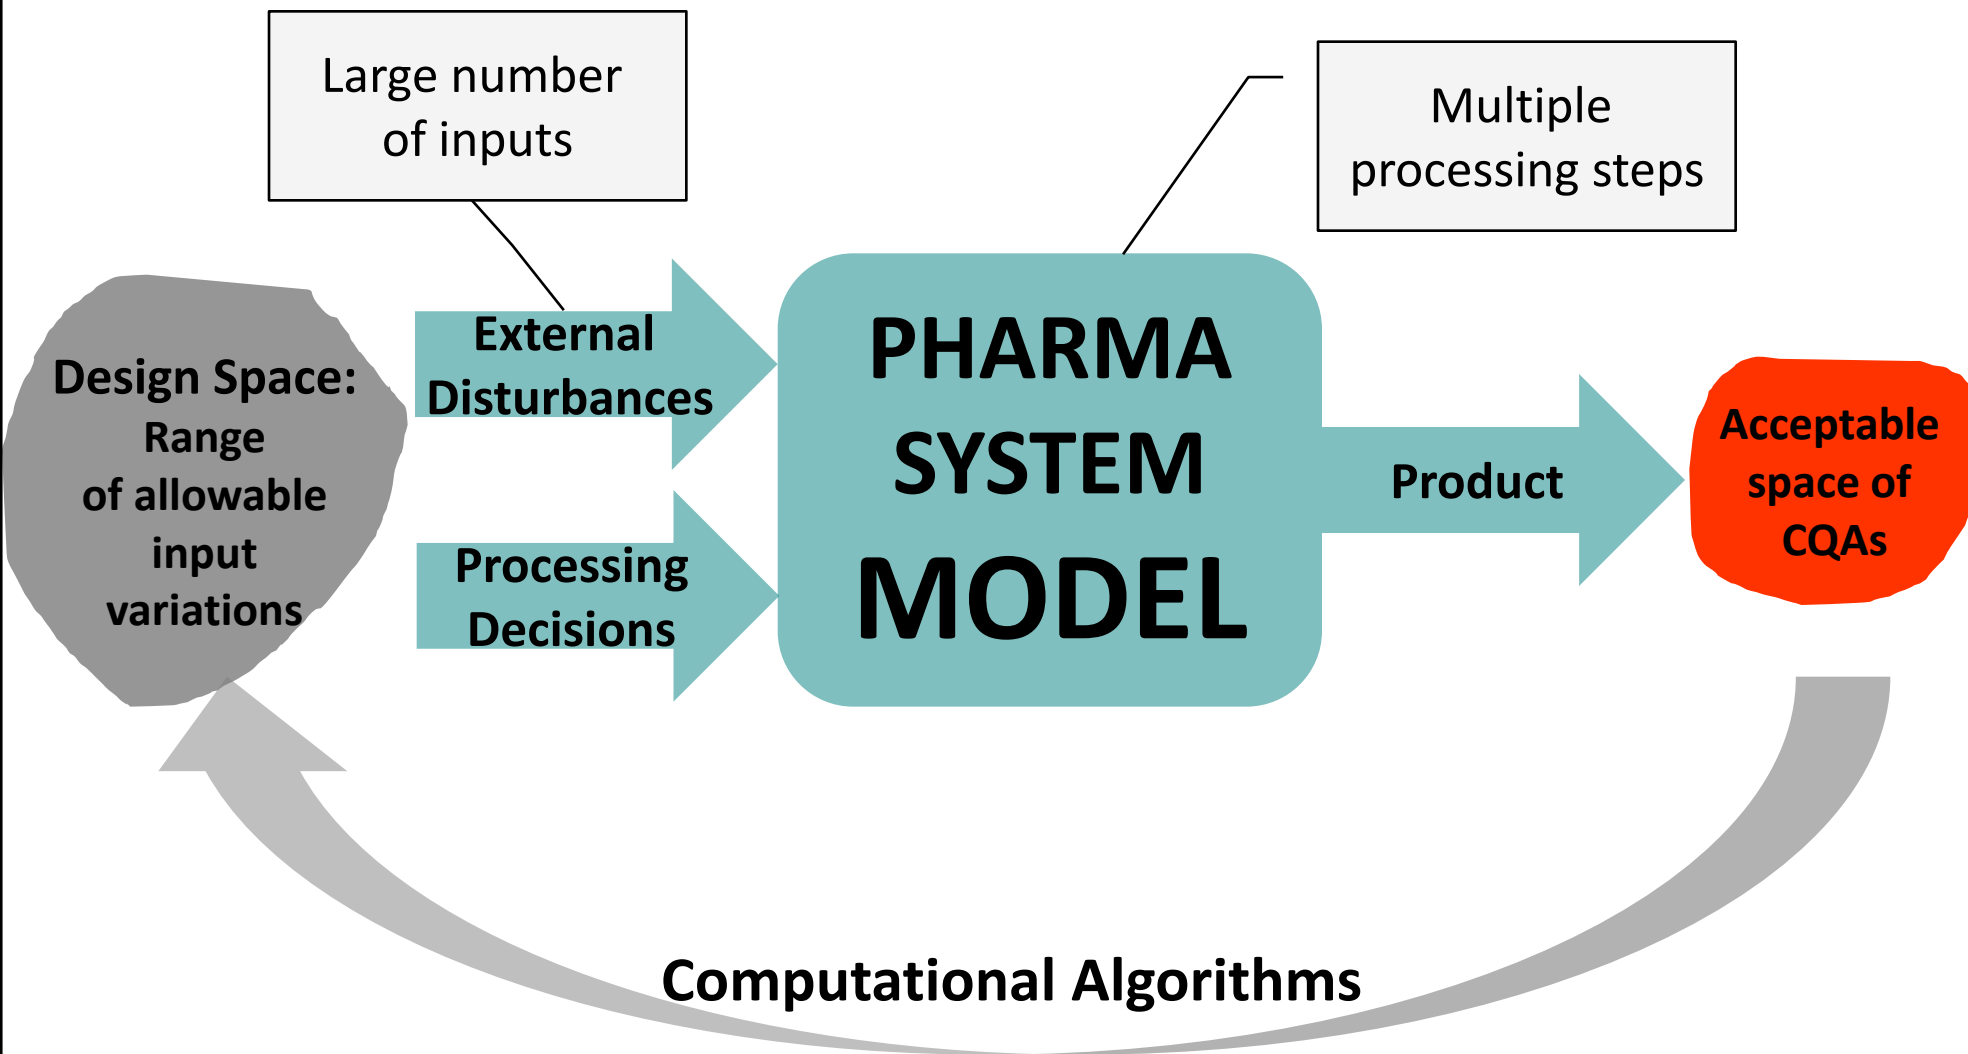 Large number
of inputs
Multiple
processing steps
Design Space:
Range
of allowable
input
variations
External
Disturbances
Processing
Decisions
PHARMA
SYSTEM
MODEL
Product
Acceptable
space of
CQAs
Computational Algorithms